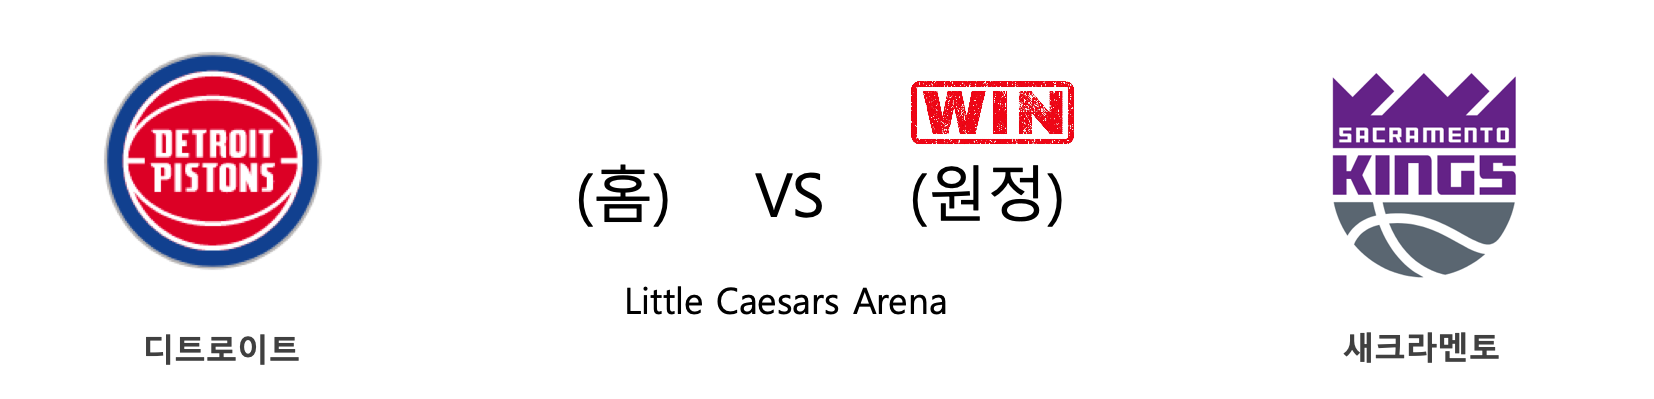 DETROIT
PISTONS
디트로이트
WIN
(홈) VS (원정)
Little Caesars Arena
SACRAMENTO
KINGS
새크라멘토